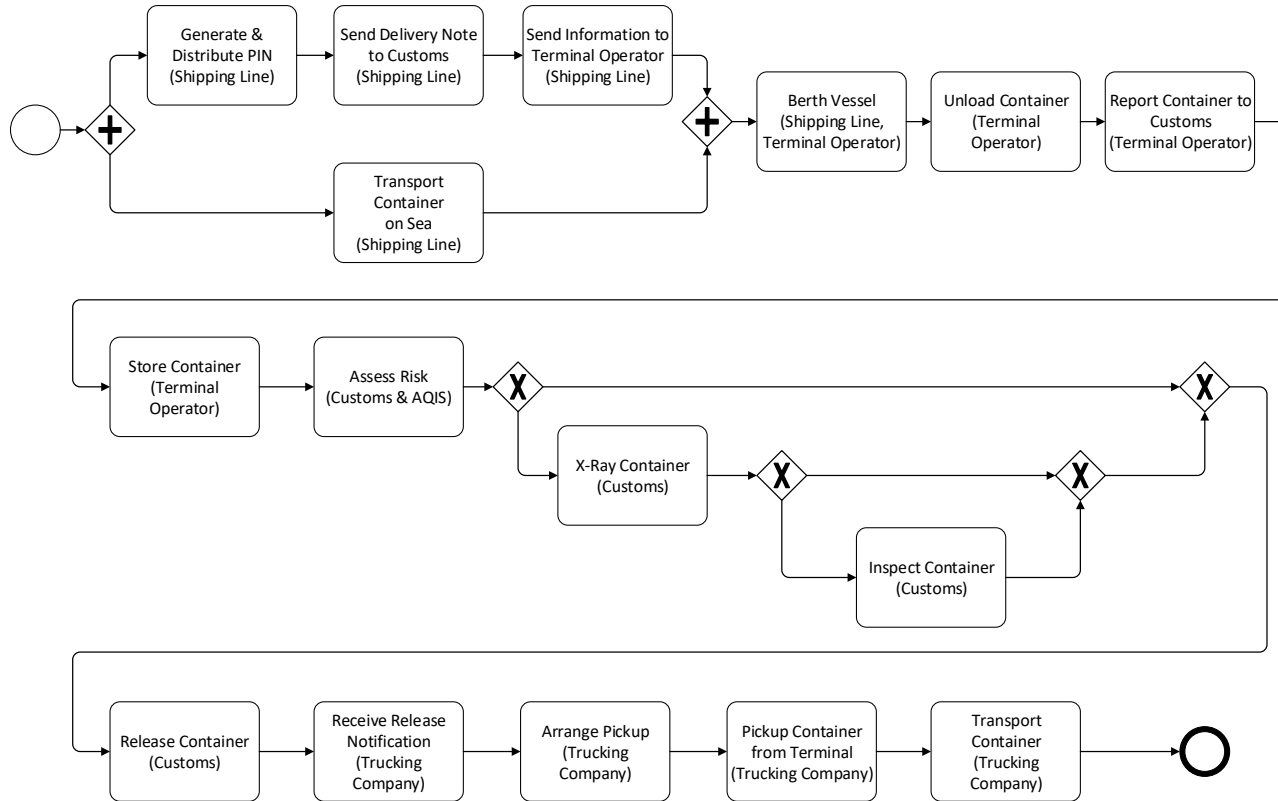 Generate &
Distribute PIN
(Shipping Line)
Send Delivery Note
to Customs
(Shipping Line)
Send Information to
Terminal Operator
(Shipping Line)
Transport
Container
on Sea
(Shipping Line)
Berth Vessel
(Shipping Line,
Terminal Operator)
Unload Container
(Terminal
Operator)
Report Container to
Customs
(Terminal Operator)
Store Container
(Terminal
Operator)
Assess Risk
(Customs & AQIS)
X
X-Ray Container
(Customs)
X
Inspect Container
(Customs)
X
X
Release Container
(Customs)
Receive Release
Notification
(Trucking
Company)
Arrange Pickup
(Trucking
Company)
Pickup Container
from Terminal
(Trucking Company)
Transport
Container
(Trucking
Company)